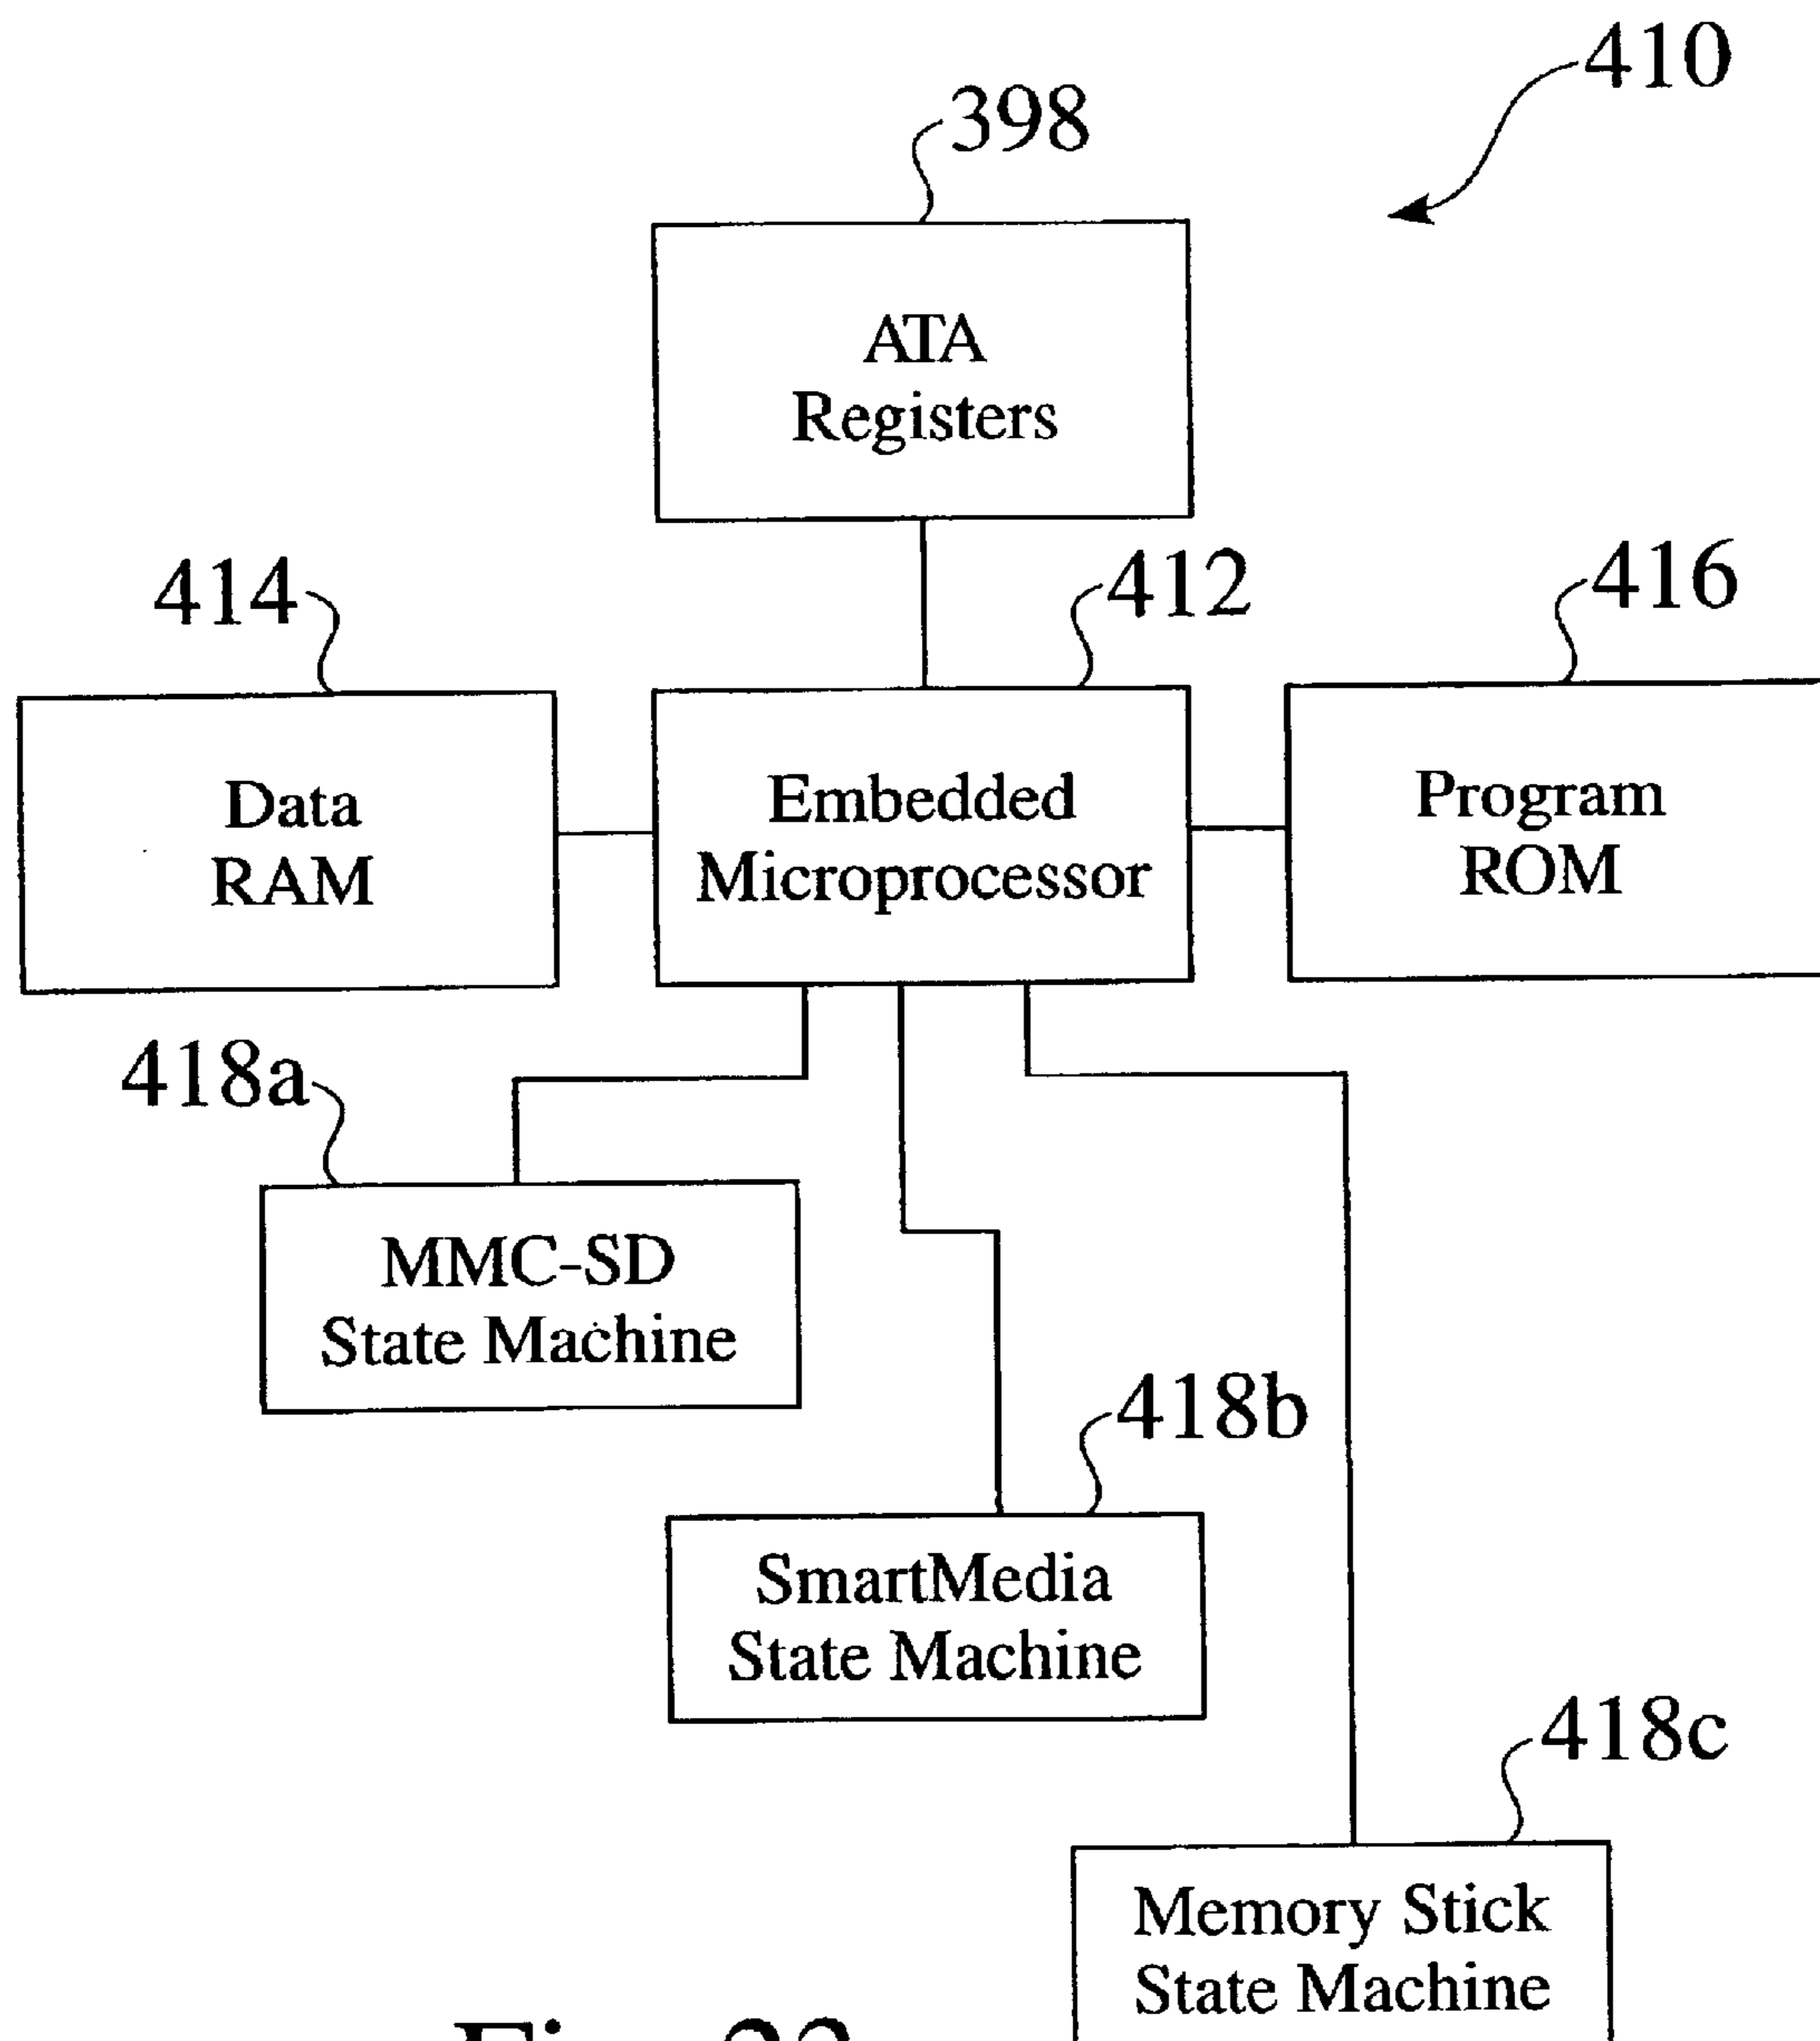 410
398
ATA
Registers
414
412
416
Data
RAM
Embedded
Microprocessor
Program
ROM
418a
MMC-SD
State Machine
418b
SmartMedia
State Machine
418c
Memory Stick
State Machine